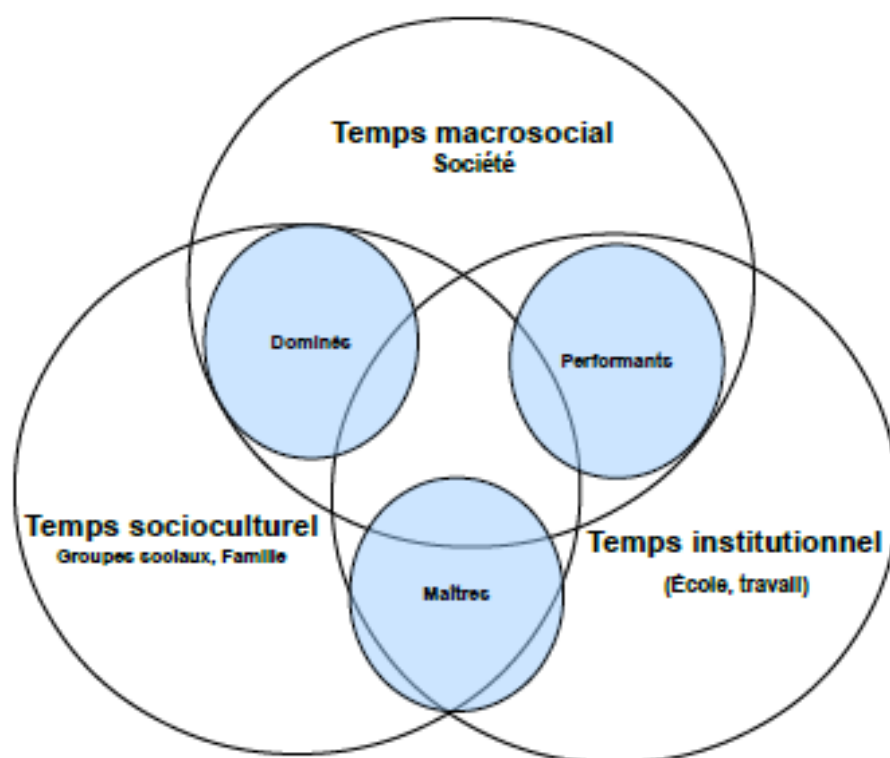 Temps macrosocial
Société
Dominés
Performants
Temps socioculturel
Groupes sociaux, Famille
Temps institutionnel
(École, travail)
Maîtres